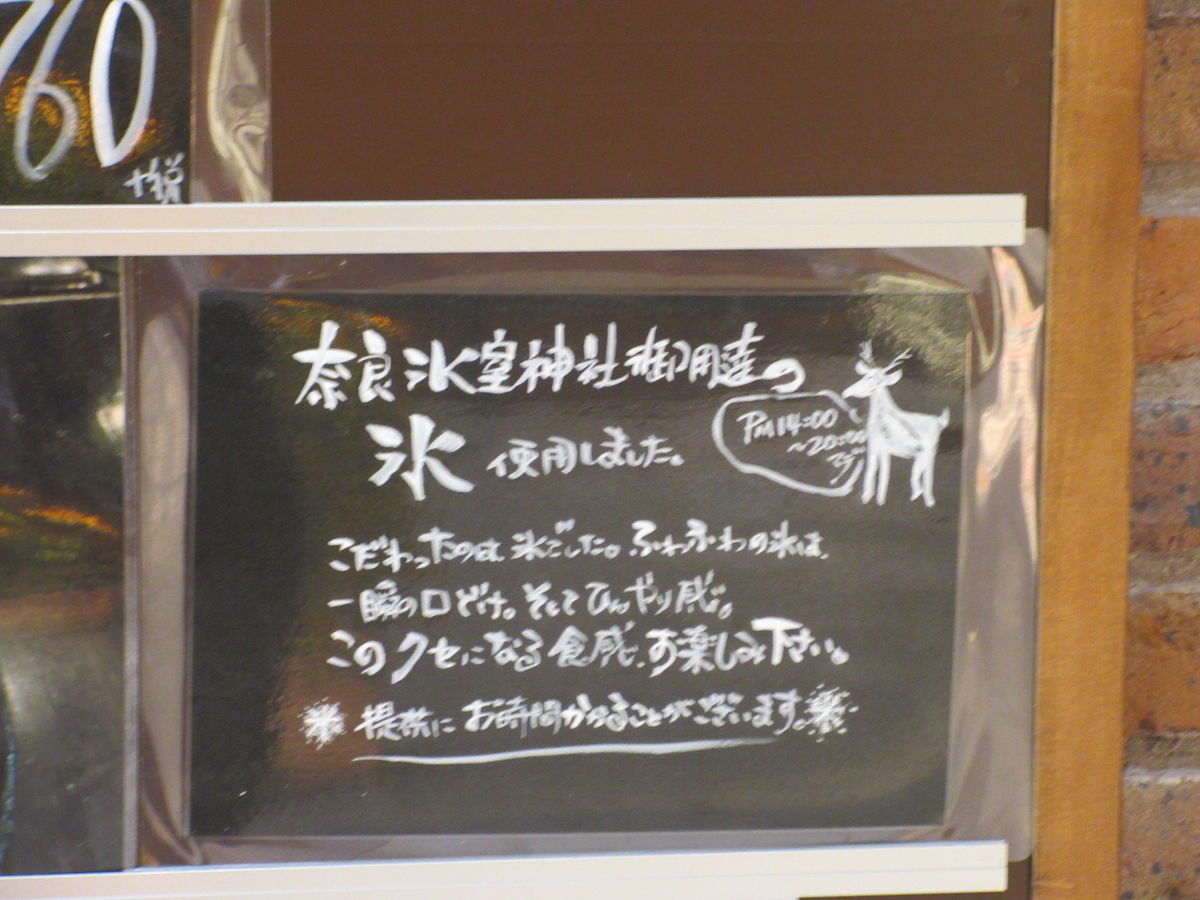 760
+税
奈良氷室神社御用達の
氷 使用しました。
PM14:00
~20:00
マデ
こだわったのは氷でした。ふわふわの氷は、
一瞬の口どけ。そしてひんやり感。
このクセになる食感、お楽しみ下さい。
提供にお時間かかることがございます。